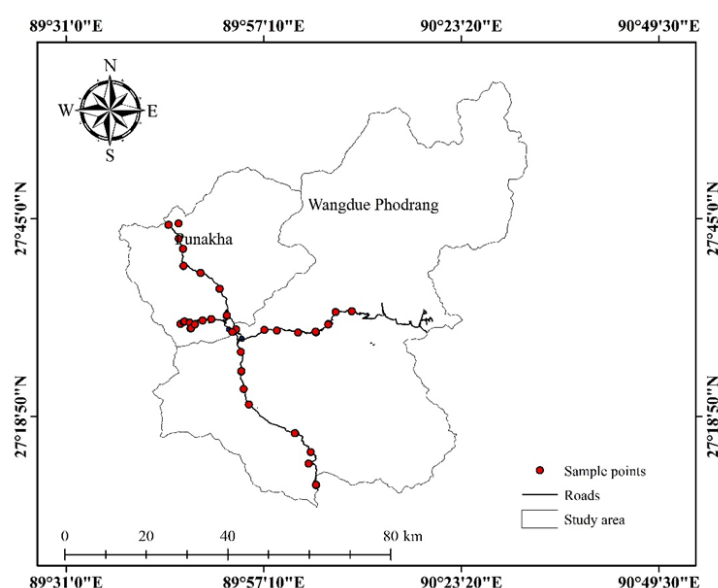 89°31'0"E 89°57'10"E 90°23'20"E 90°49'30"E
N
W E
S
27°45'0"N 27°45'0"N
Wangdue Phodrang
Punakha
27°18'50"N 27°18'50"N
Sample points
Roads
Study area
0 20 40 80 km
89°31'0"E 89°57'10"E 90°23'20"E 90°49'30"E